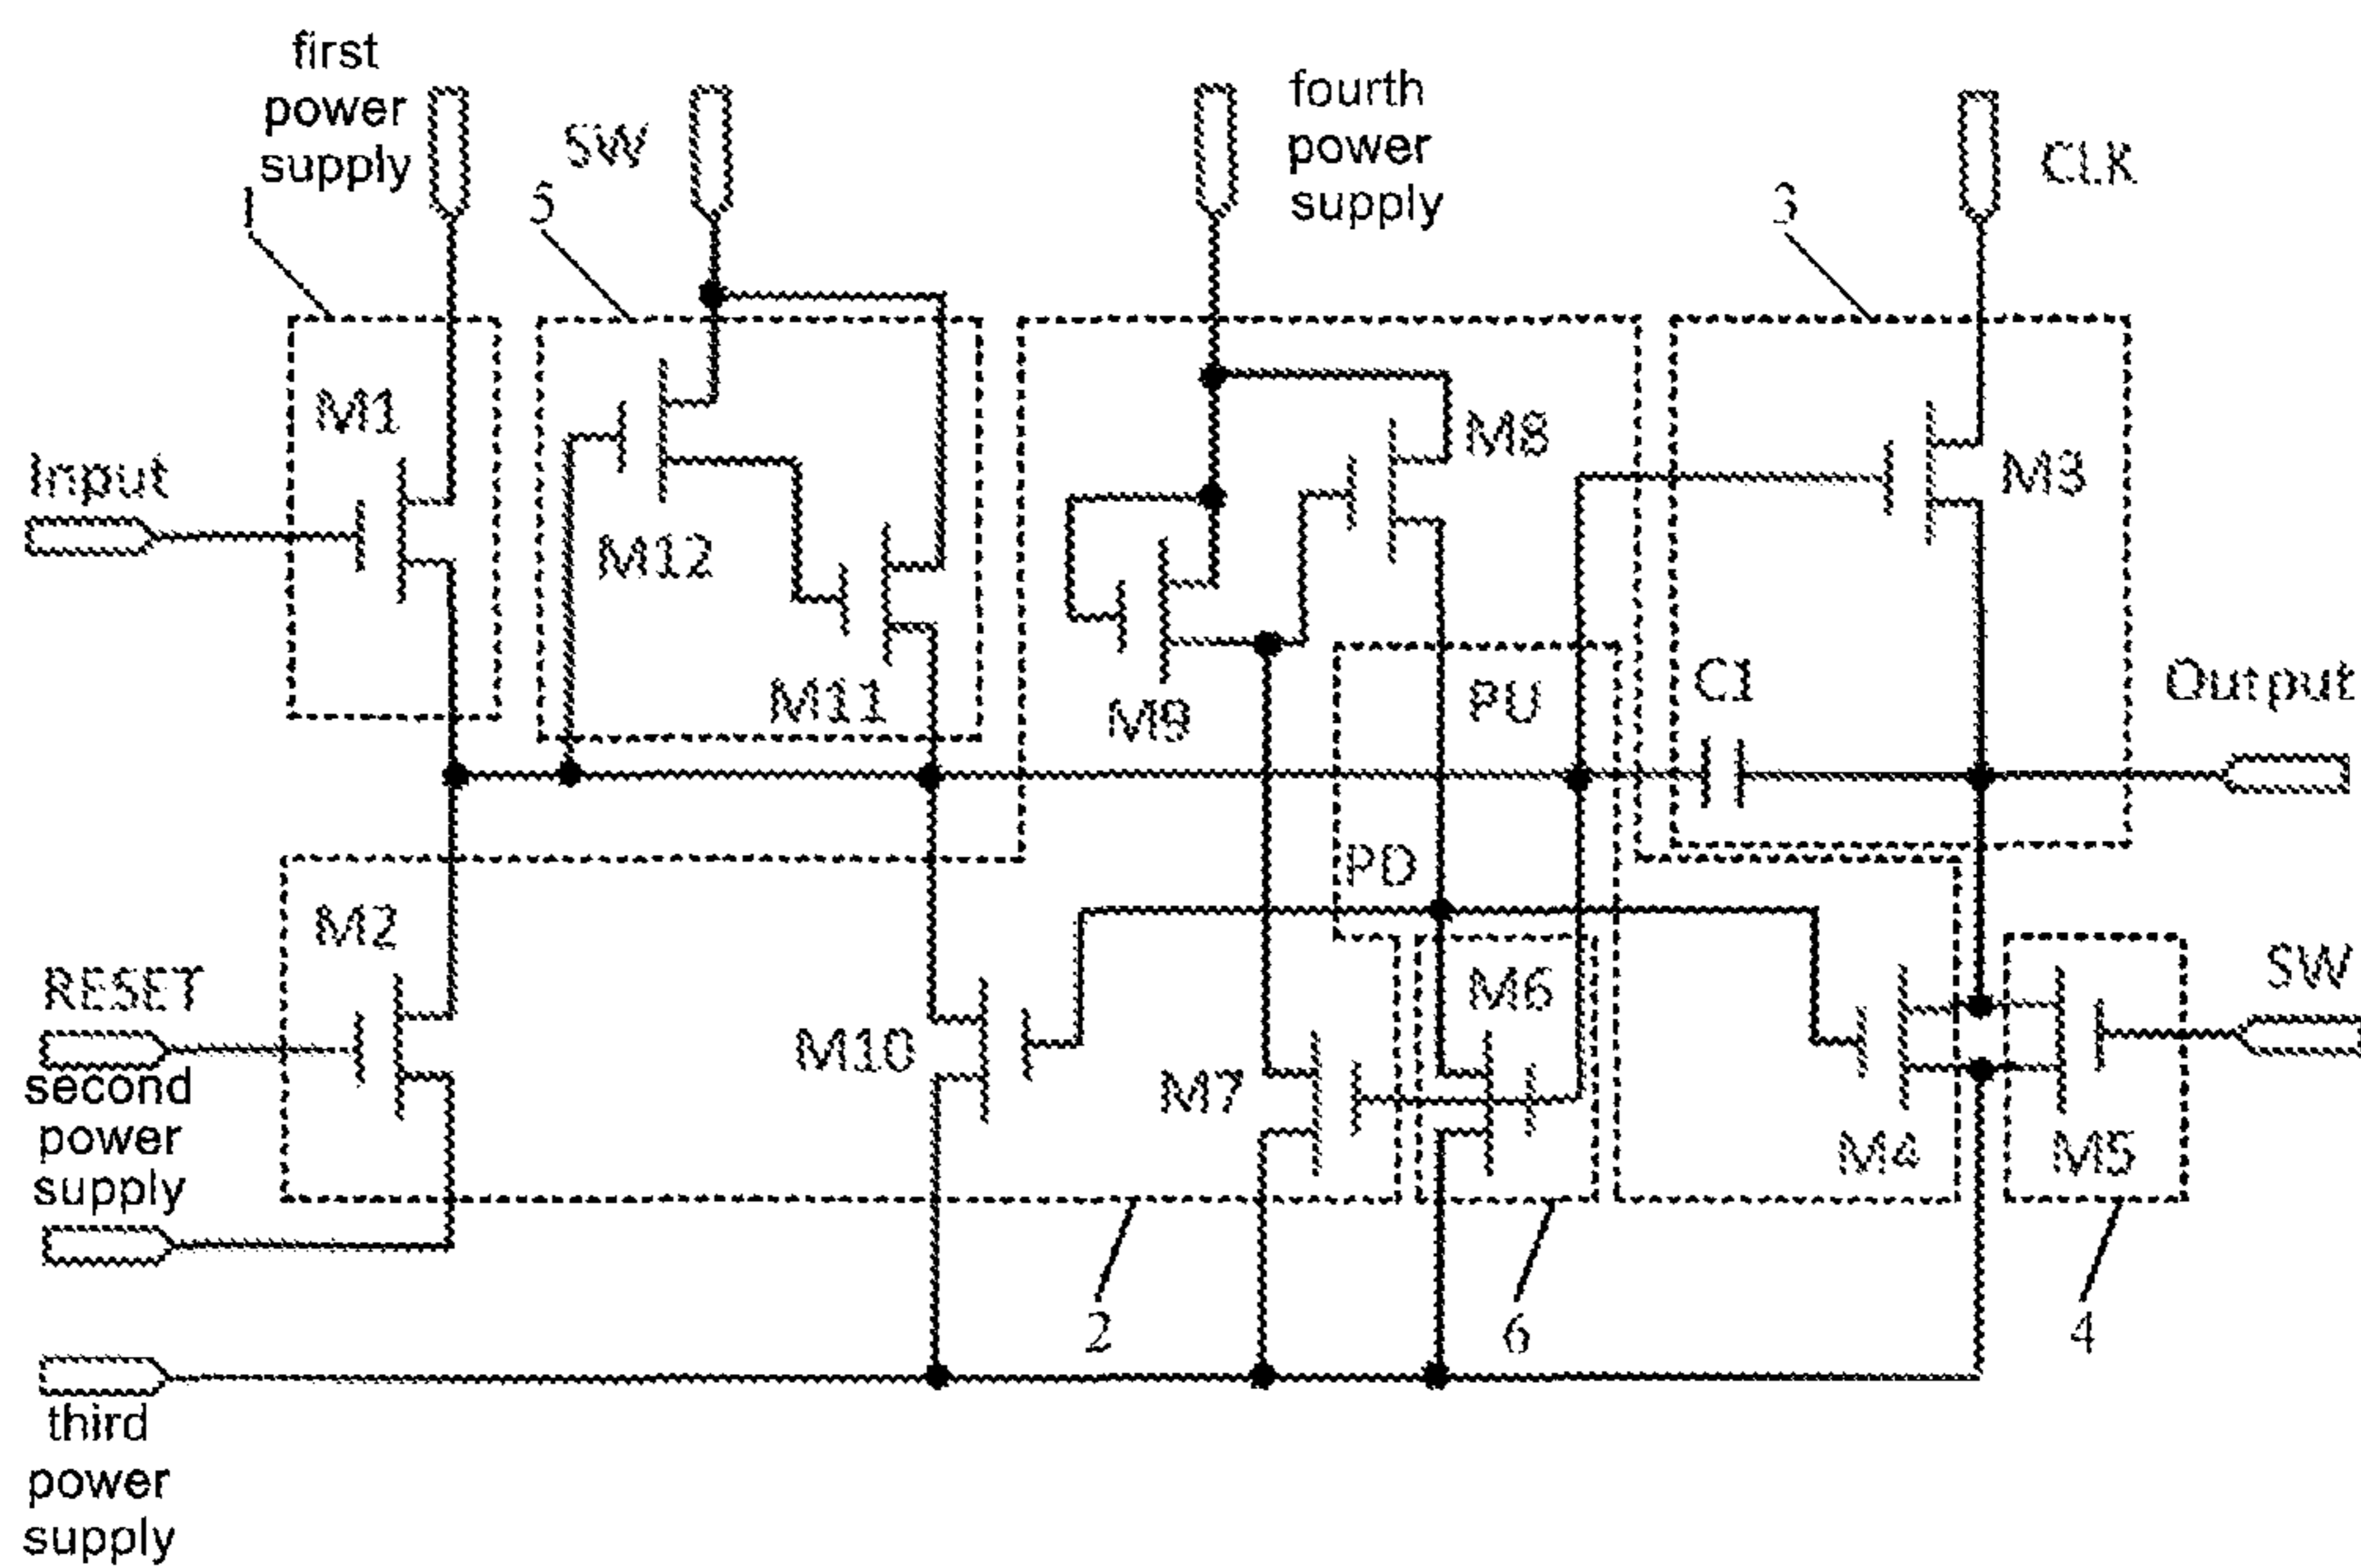 first
power
supply
SW
fourth
power
supply
CLK
1
5
3
M1
M8
M3
Input
M12
M11
M9
PU
C1
Output
PD
M2
M6
SW
RESET
M10
M7
M4
M5
second
power
supply
2
6
4
third
power
supply